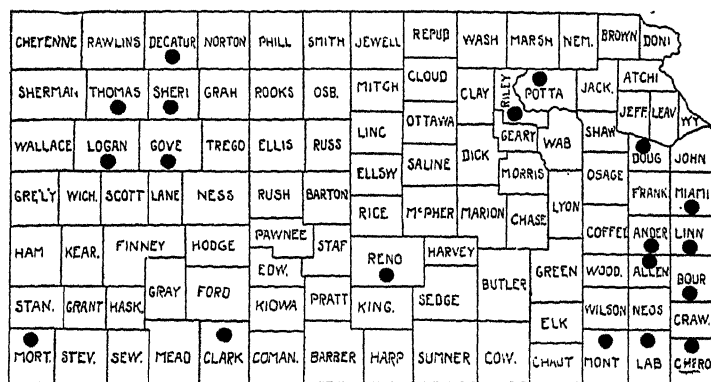 CHEYENNE RAWLINS DECATUR NORTON PHILL SMITH JEWELL REPUB WASH MARSH NEM. BROWN DONI
SHERMAN THOMAS SHERI GRAH ROOKS OSB. MITCH CLOUD CLAY RILEY POTTA JACK. ATCHI
JEFF. LEAV WY
WALLACE LOGAN GOVE TREGO ELLIS RUSS LINC OTTAWA GEARY WAB SHAW DOUG JOHN
ELLSW SALINE DICK MORRIS OSAGE
GRE'LY WICH. SCOTT LANE NESS RUSH BARTON RICE McPHER MARION CHASE LYON FRANK. MIAMI
HAM KEAR. FINNEY HODGE PAWNEE STAF RENO HARVEY COFFEE ANDER LINN
EDW. BUTLER GREEN WOOD. ALLEN BOUR
STAN. GRANT HASK. GRAY FORD KIOWA PRATT KING. SEDGE ELK WILSON NEOS CRAW.
MORT. STEV. SEW. MEAD CLARK COMAN. BARBER HARP SUMNER COW. CHAUT MONT LAB CHERO